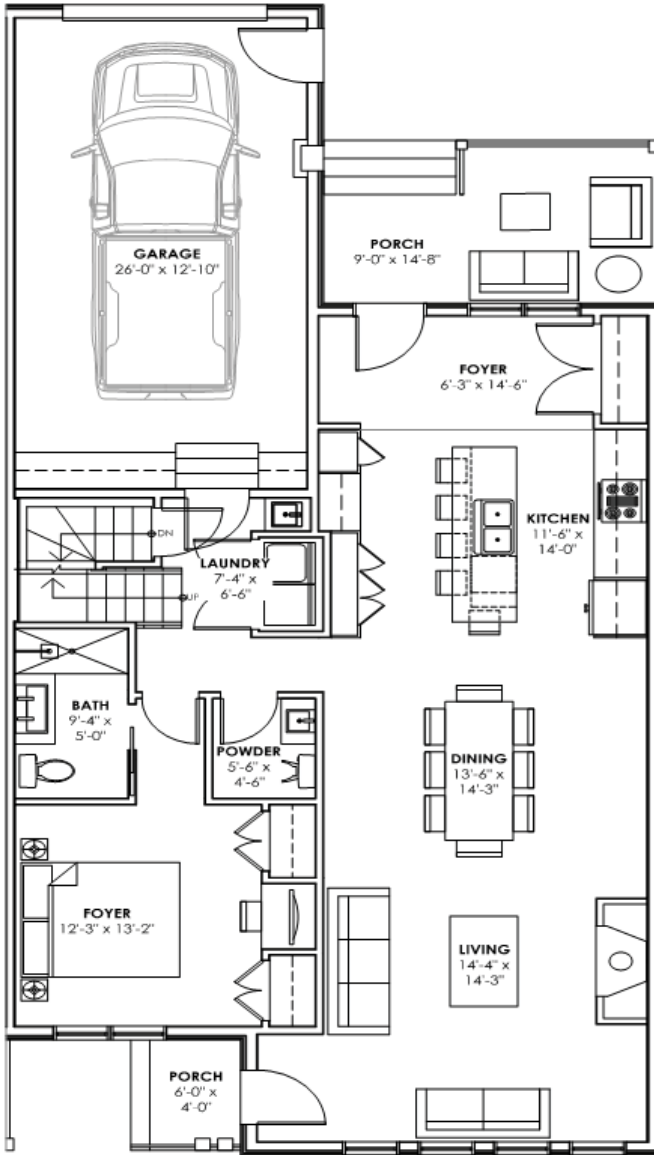 GARAGE
26'-0" x 12'-10"
PORCH
9'-0" x 14'-8"
FOYER
6'-3" x 14'-6"
KITCHEN
11'-6" x
14'-0"
DN
LAUNDRY
7'-4" x
6'-6"
UP
BATH
9'-4" x
5'-0"
POWDER
5'-6" x
4'-6"
DINING
13'-6" x
14'-3"
FOYER
12'-3" x 13'-2"
LIVING
14'-4" x
14'-3"
PORCH
6'-0" x
4'-0"